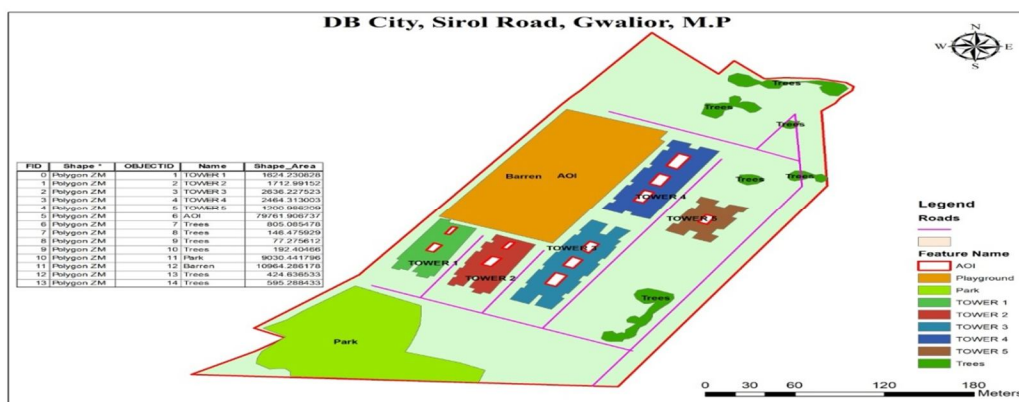 DB City, Sirol Road, Gwalior, M.P
N
W E
S
Trees
Trees
Trees
FID Shape * OBJECTID Name Shape_Area
0 Polygon ZM 1 TOWER 1 1624.230828
1 Polygon ZM 2 TOWER 2 1712.99152
2 Polygon ZM 3 TOWER 3 2636.227523
3 Polygon ZM 4 TOWER 4 2464.313003
4 Polygon ZM 5 TOWER 5
5 Polygon ZM 6 AOI 79761.906737
6 Polygon ZM 7 Trees 805.085478
7 Polygon ZM 8 Trees 148.475929
8 Polygon ZM 9 Trees 77.275612
9 Polygon ZM 10 Trees 192.40466
10 Polygon ZM 11 Park 9030.441796
11 Polygon ZM 12 Barren 10964.286178
12 Polygon ZM 13 Trees 424.636533
13 Polygon ZM 14 Trees 595.288433
Barren AOI
Trees
Trees
TOWER 4
TOWER 5
TOWER 3
TOWER 1
TOWER 2
Trees
Park
Legend
Roads
Feature Name
AOI
Playground
Park
TOWER 1
TOWER 2
TOWER 3
TOWER 4
TOWER 5
Trees
0 30 60 120 180
Meters